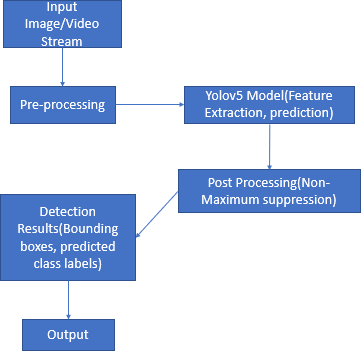 Input
Image/Video
Stream
Pre-processing
Yolov5 Model(Feature
Extraction, prediction)
Post Processing(Non-
Maximum suppression)
Detection
Results(Bounding
boxes, predicted
class labels)
Output